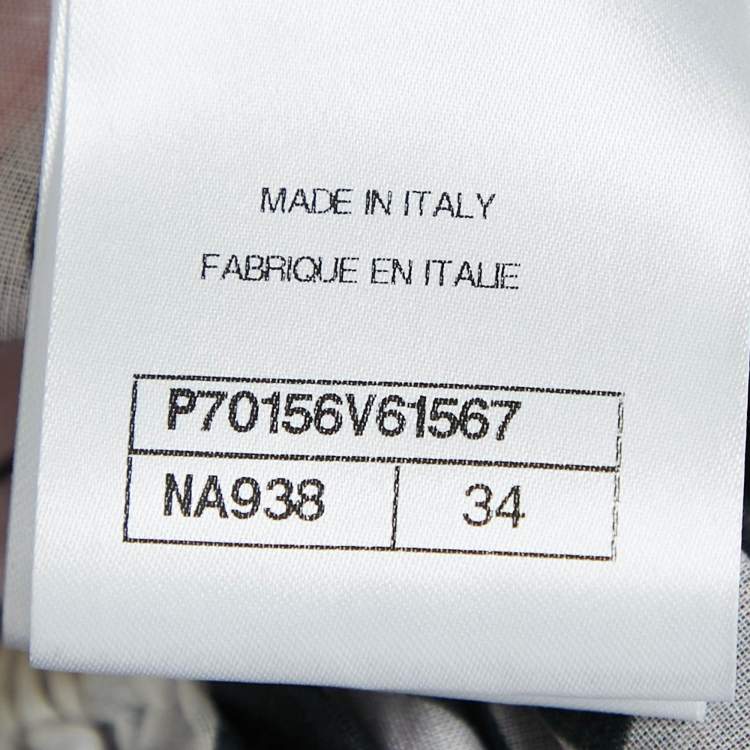 MADE IN ITALY
FABRIQUE EN ITALIE
P70156V61567
NA938 34